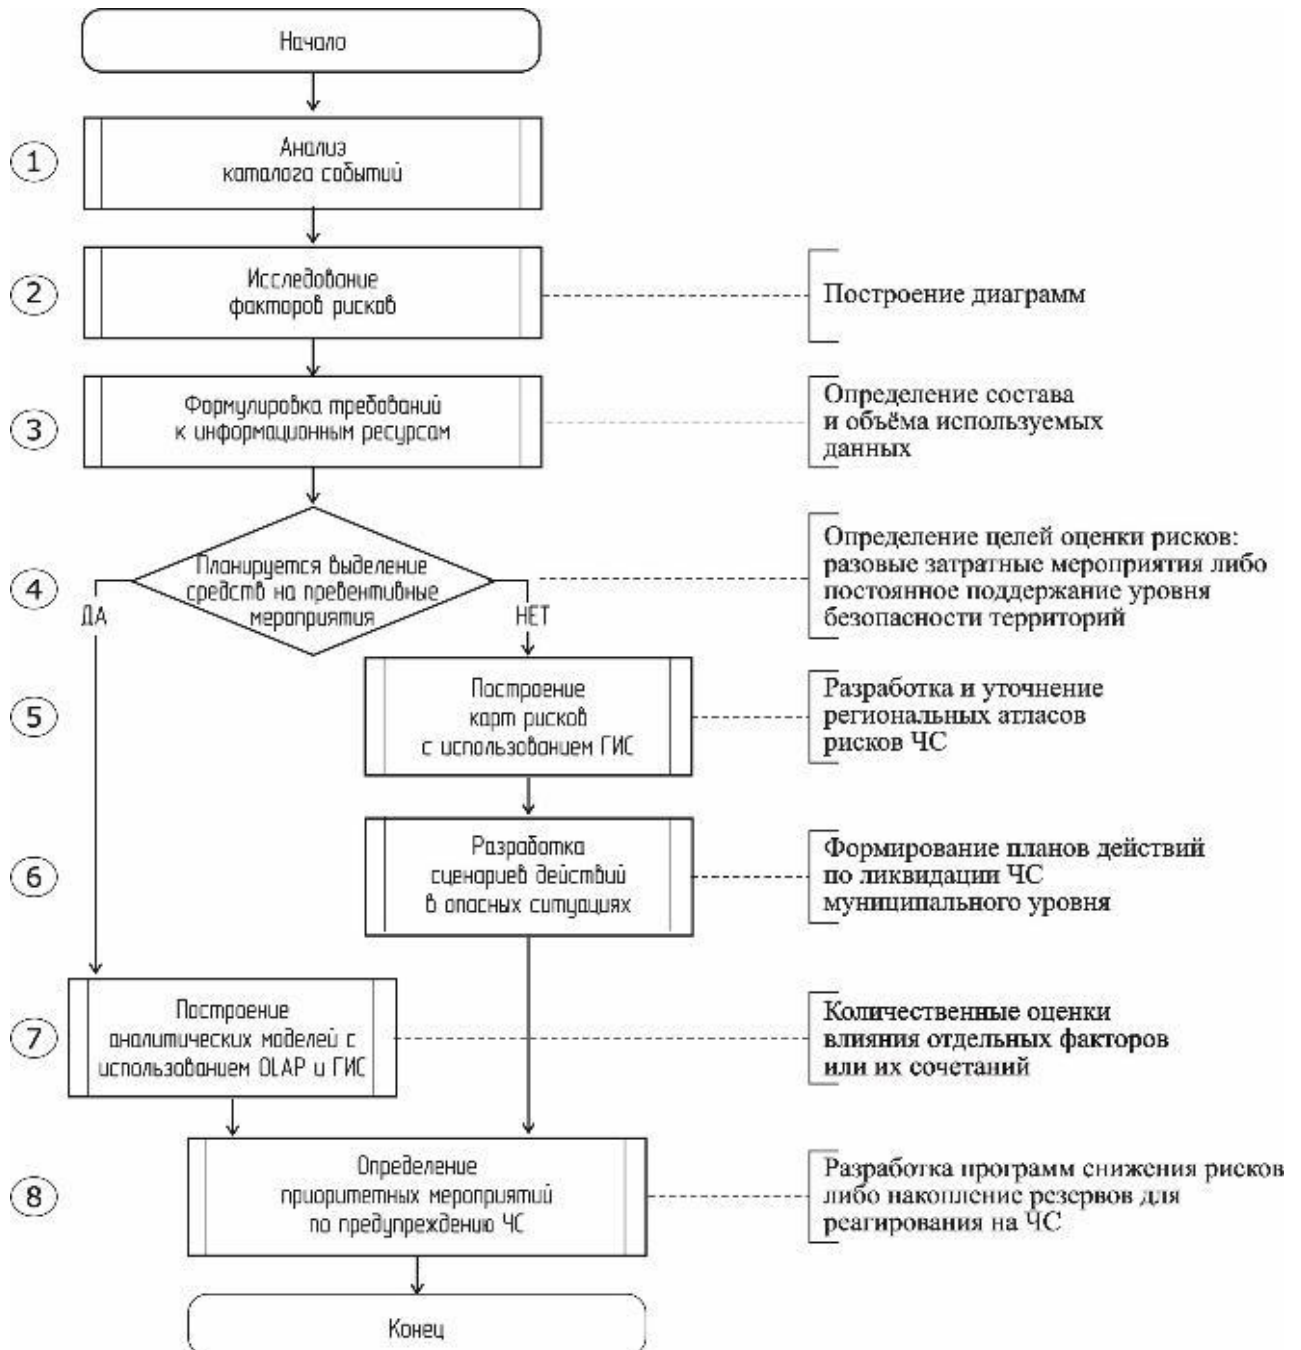 Начало
1
Анализ
каталога событий
2
Исследование
факторов рисков
Построение диаграмм
3
Формулировка требований
к информационным ресурсам
Определение состава
и объёма используемых
данных
4
Планируется выделение
средств на превентивные
мероприятия
ДА
НЕТ
Определение целей оценки рисков:
разовые затратные мероприятия либо
постоянное поддержание уровня
безопасности территорий
5
Построение
карт рисков
с использованием ГИС
Разработка и уточнение
региональных атласов
рисков ЧС
6
Разработка
сценариев действий
в опасных ситуациях
Формирование планов действий
по ликвидации ЧС
муниципального уровня
7
Построение
аналитических моделей с
использованием OLAP и ГИС
Количественные оценки
влияния отдельных факторов
или их сочетаний
8
Определение
приоритетных мероприятий
по предупреждению ЧС
Разработка программ снижения рисков
либо накопление резервов для
реагирования на ЧС
Конец